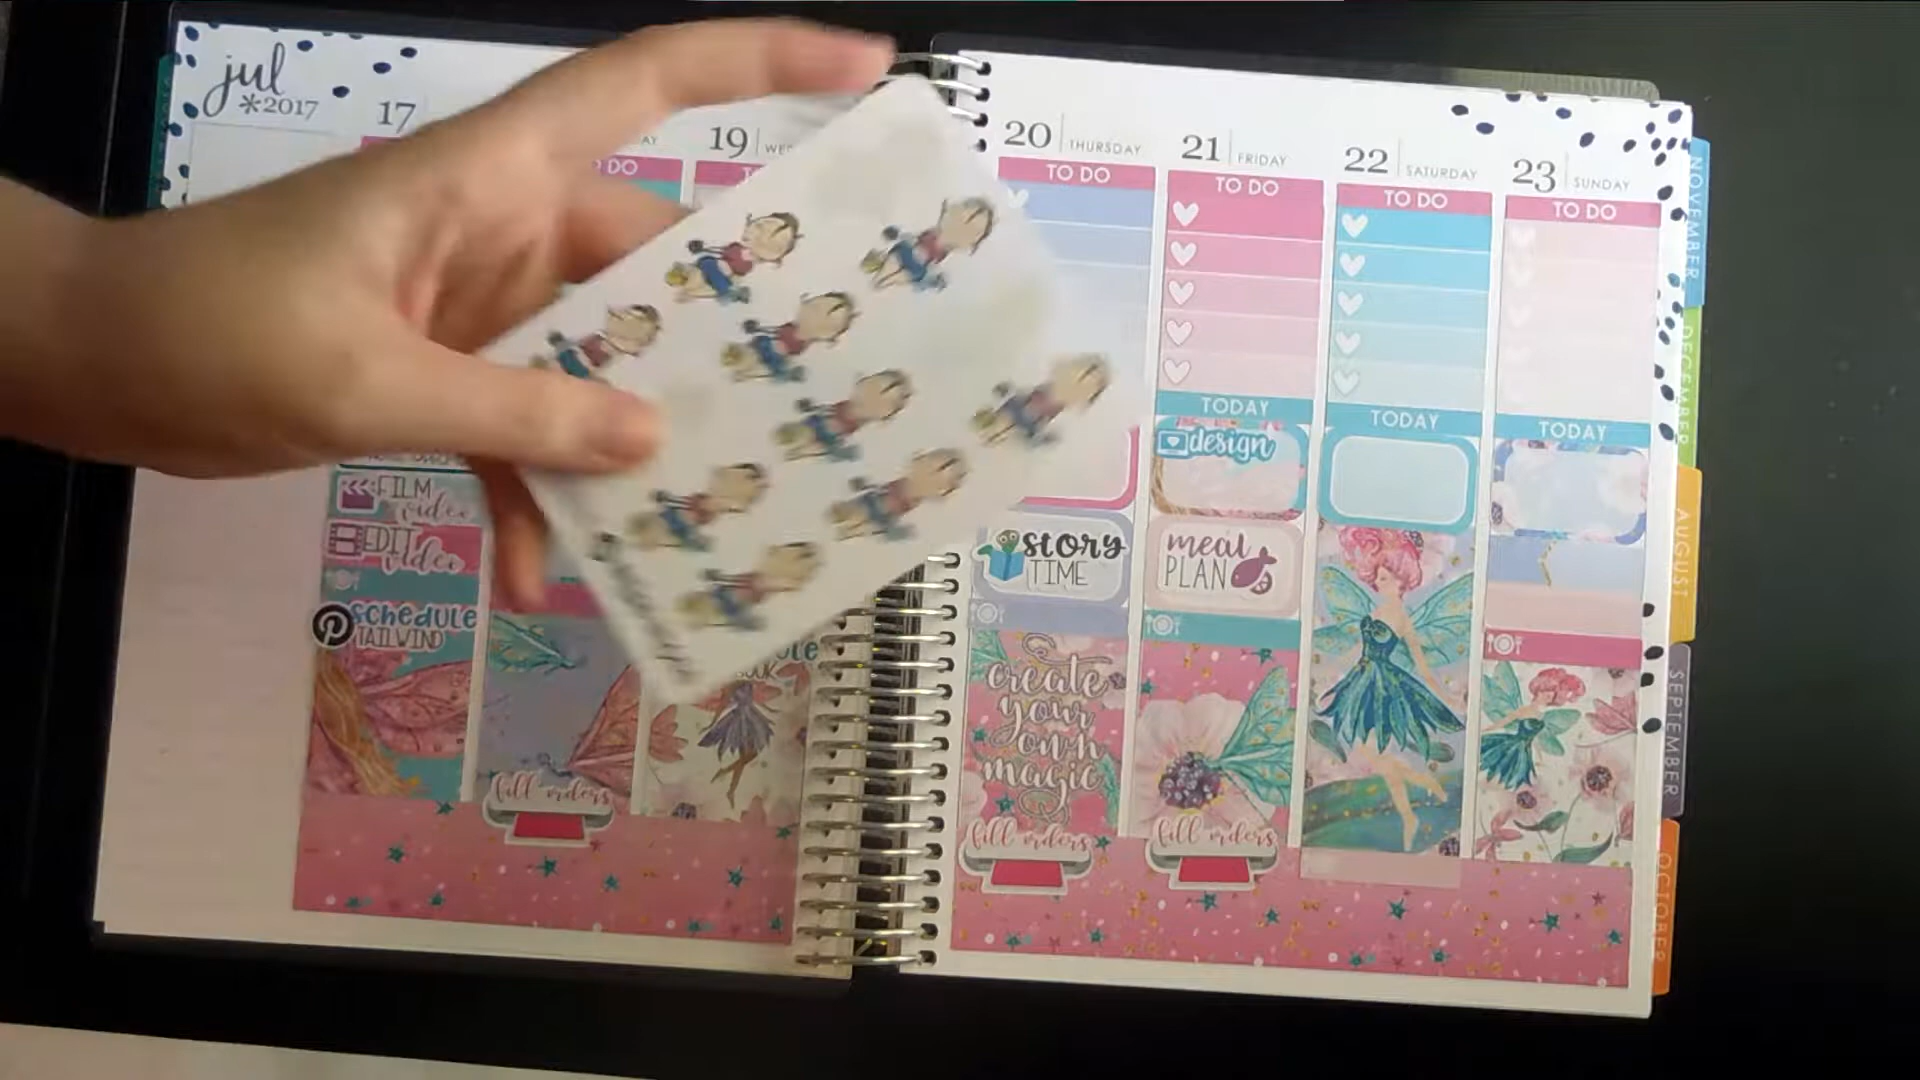 jul
*2017
17
AY
19 WE
20 THURSDAY
21 FRIDAY
22 SATURDAY
23 SUNDAY
DO
TO DO
TO DO
TO DO
TO DO
TODAY
TODAY
TODAY
design
FILM
video
EDIT
video
schedule
TAILWIND
story
TIME
meal
PLAN
create
your
own
magic
fill orders
fill orders
fill orders
NOVEMBER
DECEMBER
AUGUST
SEPTEMBER
OCTOBER